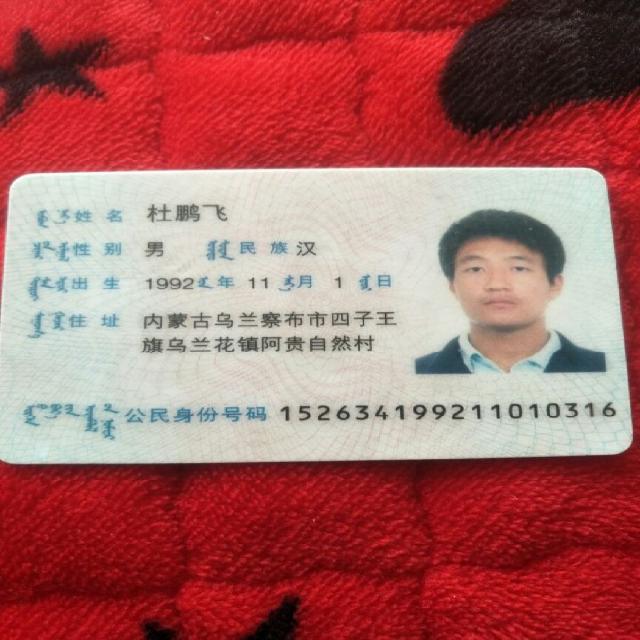 姓名 杜鹏飞
性别 男 民族 汉
出生 1992 年 11 月 1 日
住址 内蒙古乌兰察布市四子王
旗乌兰花镇阿贵自然村
公民身份号码 152634199211010316